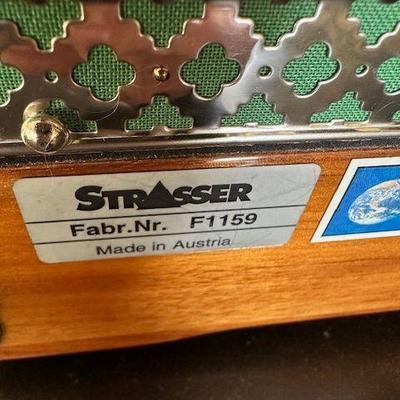 STRASSER
Fabr.Nr. F1159
Made in Austria